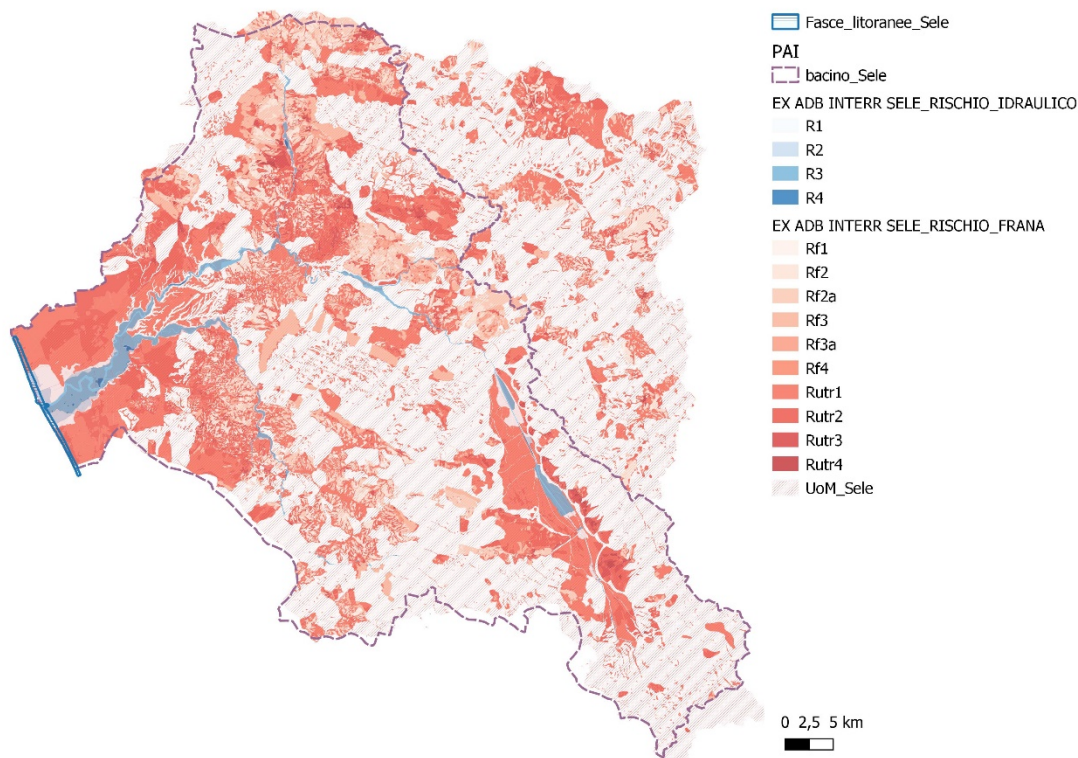 Fasce_litoranee_Sele
PAI
bacino_Sele
EX ADB INTERR SELE_RISCHIO_IDRAULICO
R1
R2
R3
R4
EX ADB INTERR SELE_RISCHIO_FRANA
Rf1
Rf2
Rf2a
Rf3
Rf3a
Rf4
Rutr1
Rutr2
Rutr3
Rutr4
UoM_Sele
0 2,5 5 km